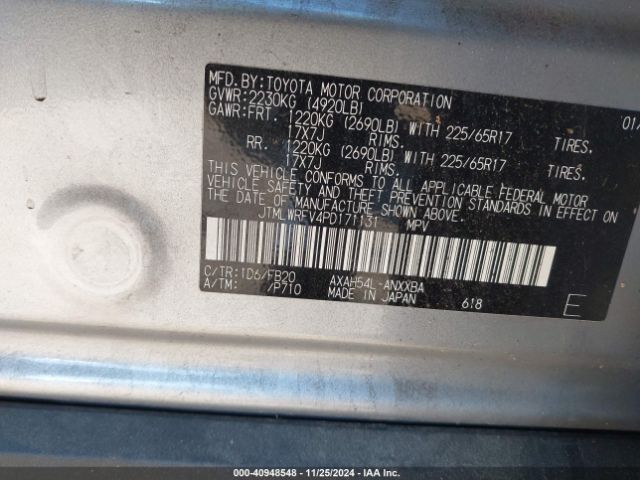 MFD.BY:TOYOTA MOTOR CORPORATION 01/
GVWR:2230KG (4920LB)
GAWR:FRT. 1220KG (2690LB) WITH 225/65R17 TIRES.
17X7J RIMS.
RR. 1220KG (2690LB) WITH 225/65R17 TIRES.
17X7J RIMS.
THIS VEHICLE CONFORMS TO ALL APPLICABLE FEDERAL MOTOR
VEHICLE SAFETY AND THEFT PREVENTION STANDARDS IN EFFECT ON
THE DATE OF MANUFACTURE SHOWN ABOVE.
JTMLWRFV4PD171131 MPV
C/TR:1D6/FB20 AXAH54L-ANXXBA
A/TM: /P710 MADE IN JAPAN 618 E
000-40948548 - 11/25/2024 - IAA Inc.